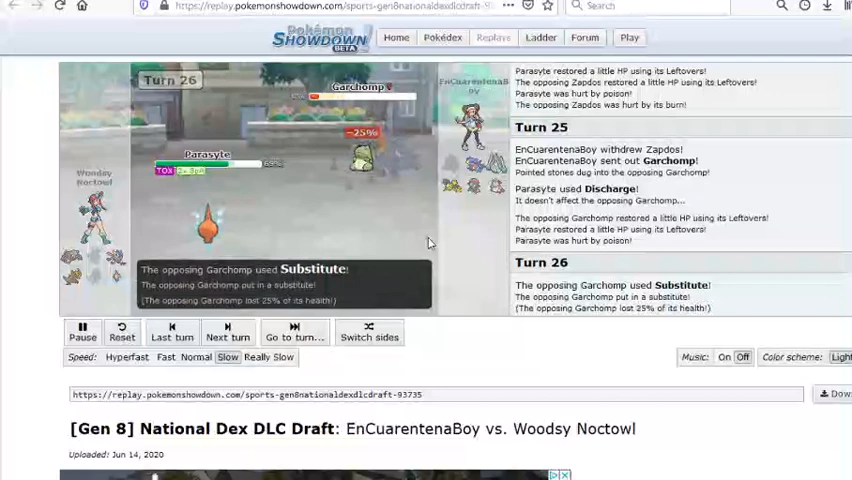 https://replay.pokemonshowdown.com/sports-gen8nationaldexdlcdraft-93
Search
Pokémon
SHOWDOWN
BETA
Home
Pokédex
Replays
Ladder
Forum
Play
Turn 26
Garchomp
-25%
Parasyte
69%
TOX
Woodsy
Noctowl
EnCuarentenaB
oy
The opposing Garchomp used Substitute!
The opposing Garchomp put in a substitute!
(The opposing Garchomp lost 25% of its health!)
Parasyte restored a little HP using its Leftovers!
The opposing Zapdos restored a little HP using its Leftovers!
Parasyte was hurt by poison!
The opposing Zapdos was hurt by its burn!
Turn 25
EnCuarentenaBoy withdrew Zapdos!
EnCuarentenaBoy sent out Garchomp!
Pointed stones dug into the opposing Garchomp!
Parasyte used Discharge!
It doesn't affect the opposing Garchomp...
The opposing Garchomp restored a little HP using its Leftovers!
Parasyte restored a little HP using its Leftovers!
Parasyte was hurt by poison!
Turn 26
The opposing Garchomp used Substitute!
The opposing Garchomp put in a substitute!
(The opposing Garchomp lost 25% of its health!)
Pause
Reset
Last turn
Next turn
Go to turn...
Switch sides
Speed: Hyperfast Fast Normal Slow Really Slow
Music: On Off
Color scheme: Light
https://replay.pokemonshowdown.com/sports-gen8nationaldexdlcdraft-93735
Dow
[Gen 8] National Dex DLC Draft: EnCuarentenaBoy vs. Woodsy Noctowl
Uploaded: Jun 14, 2020